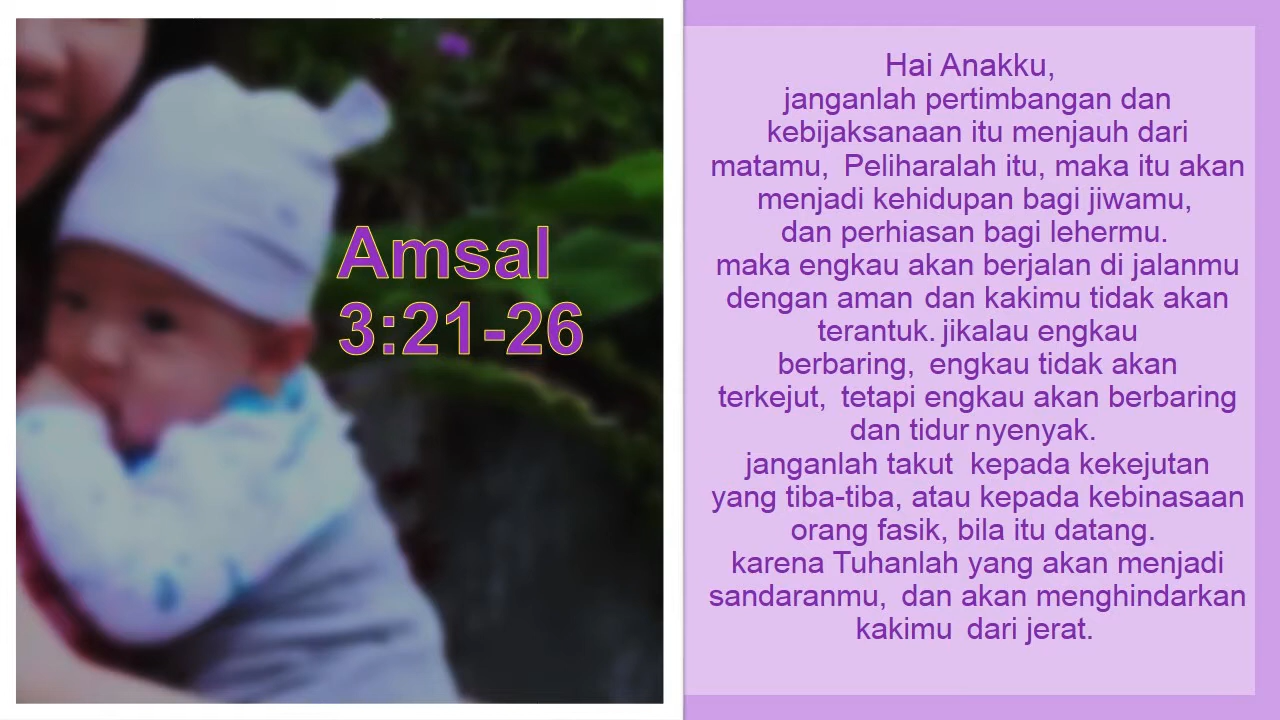 Amsal
3:21-26
Hai Anakku,
janganlah pertimbangan dan
kebijaksanaan itu menjauh dari
matamu, Peliharalah itu, maka itu akan
menjadi kehidupan bagi jiwamu,
dan perhiasan bagi lehermu.
maka engkau akan berjalan di jalanmu
dengan aman dan kakimu tidak akan
terantuk. jikalau engkau
berbaring, engkau tidak akan
terkejut, tetapi engkau akan berbaring
dan tidur nyenyak.
janganlah takut kepada kekejutan
yang tiba-tiba, atau kepada kebinasaan
orang fasik, bila itu datang.
karena Tuhanlah yang akan menjadi
sandaranmu, dan akan menghindarkan
kakimu dari jerat.